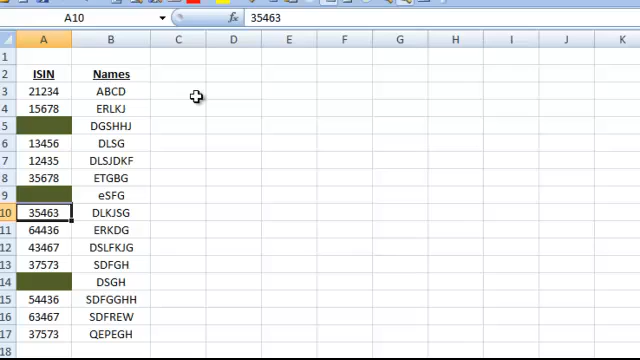 A10 fx 35463
A B C D E F G H I J K
1
2 ISIN Names
3 21234 ABCD
4 15678 ERLKJ
5 DGSHHJ
6 13456 DLSG
7 12435 DLSJDKF
8 35678 ETGBG
9 eSFG
10 35463 DLKJSG
11 64436 ERKDG
12 43467 DSLFKJG
13 37573 SDFGH
14 DSGH
15 54436 SDFGGHH
16 63467 SDFREW
17 37573 QEPEGH
18